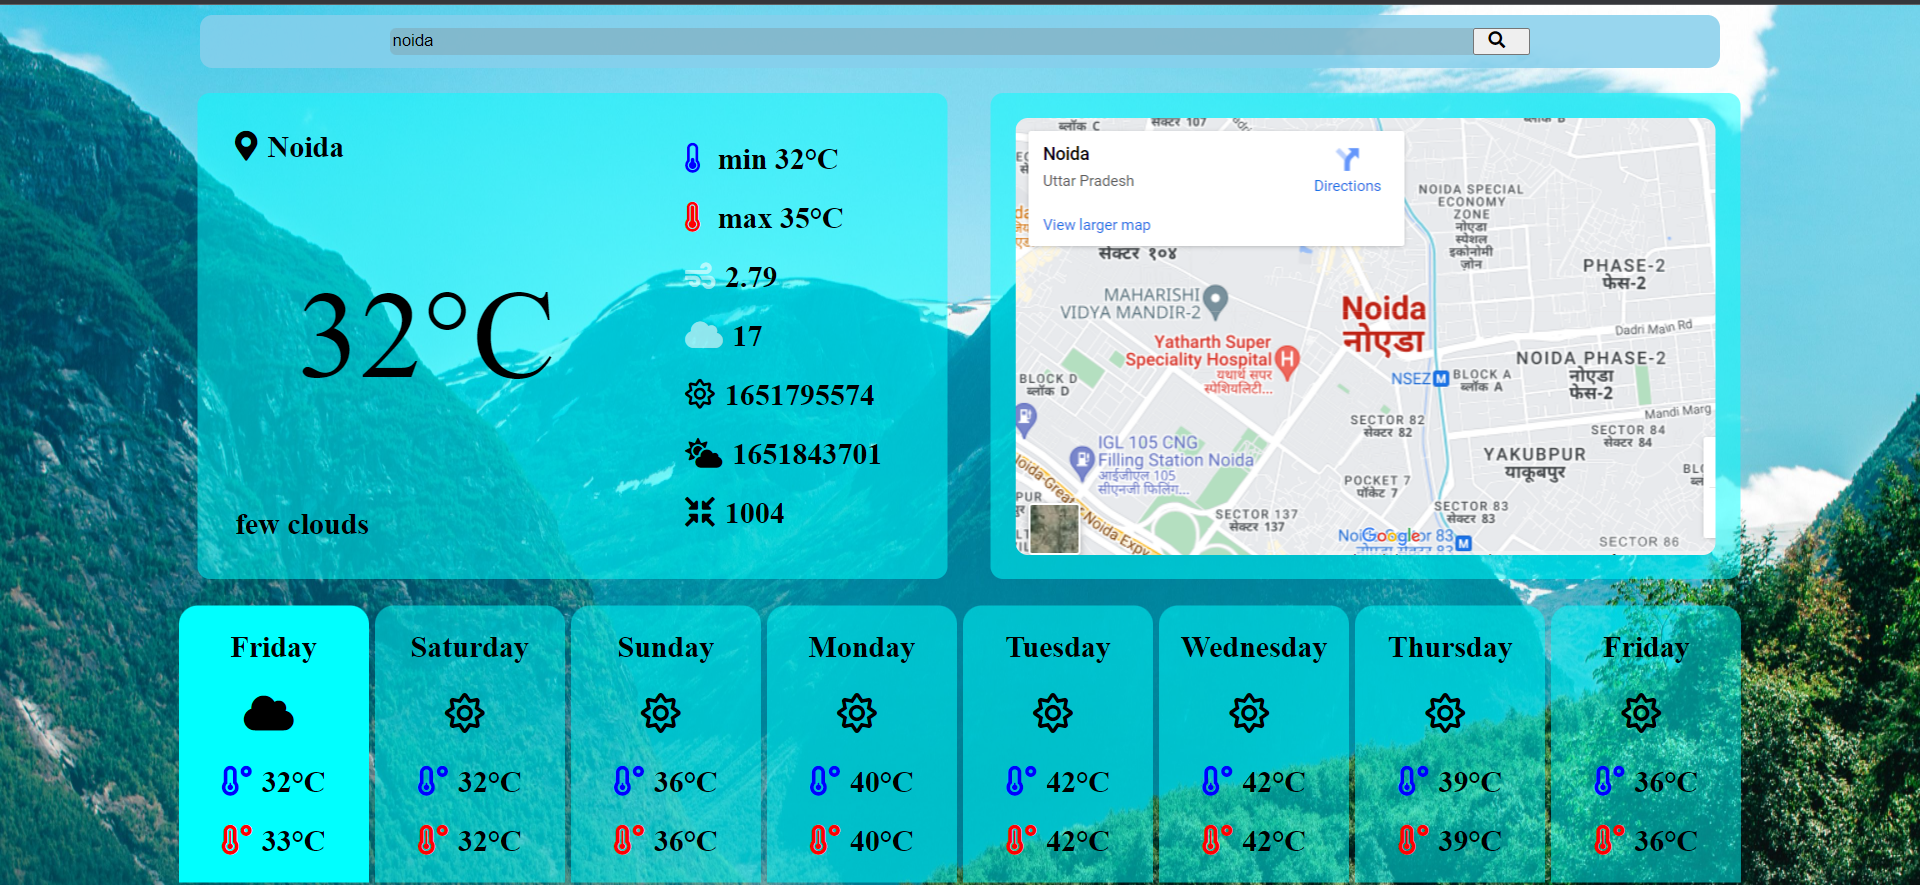 noida
Noida
32°C
few clouds
min 32°C
max 35°C
2.79
17
1651795574
1651843701
1004
ब्लॉक C
सेक्टर 107
ब्लॉक B
Noida
Uttar Pradesh
Directions
View larger map
सेक्टर १०४
NOIDA SPECIAL
ECONOMY
ZONE
नोएडा
स्पेशल
इकोनोमी
ज़ोन
PHASE-2
फेस-2
MAHARISHI
VIDYA MANDIR-2
Noida
नोएडा
Dadri Main Rd
Yatharth Super
Speciality Hospital
यथार्थ सुपर
स्पेशियलिटी...
NOIDA PHASE-2
नोएडा
फेस-2
BLOCK D
ब्लॉक D
NSEZ
BLOCK A
ब्लॉक A
Mandi Marg
SECTOR 82
सेक्टर 82
SECTOR 84
सेक्टर 84
IGL 105 CNG
Filling Station Noida
आईजीएल 105
सीएनजी फिलिंग...
YAKUBPUR
याकूबपुर
POCKET 7
पॉकेट 7
SECTOR 137
सेक्टर 137
SECTOR 83
सेक्टर 83
Noida Expy
Google
SECTOR 86
Friday
32°C
33°C
Saturday
32°C
32°C
Sunday
36°C
36°C
Monday
40°C
40°C
Tuesday
42°C
42°C
Wednesday
42°C
42°C
Thursday
39°C
39°C
Friday
36°C
36°C